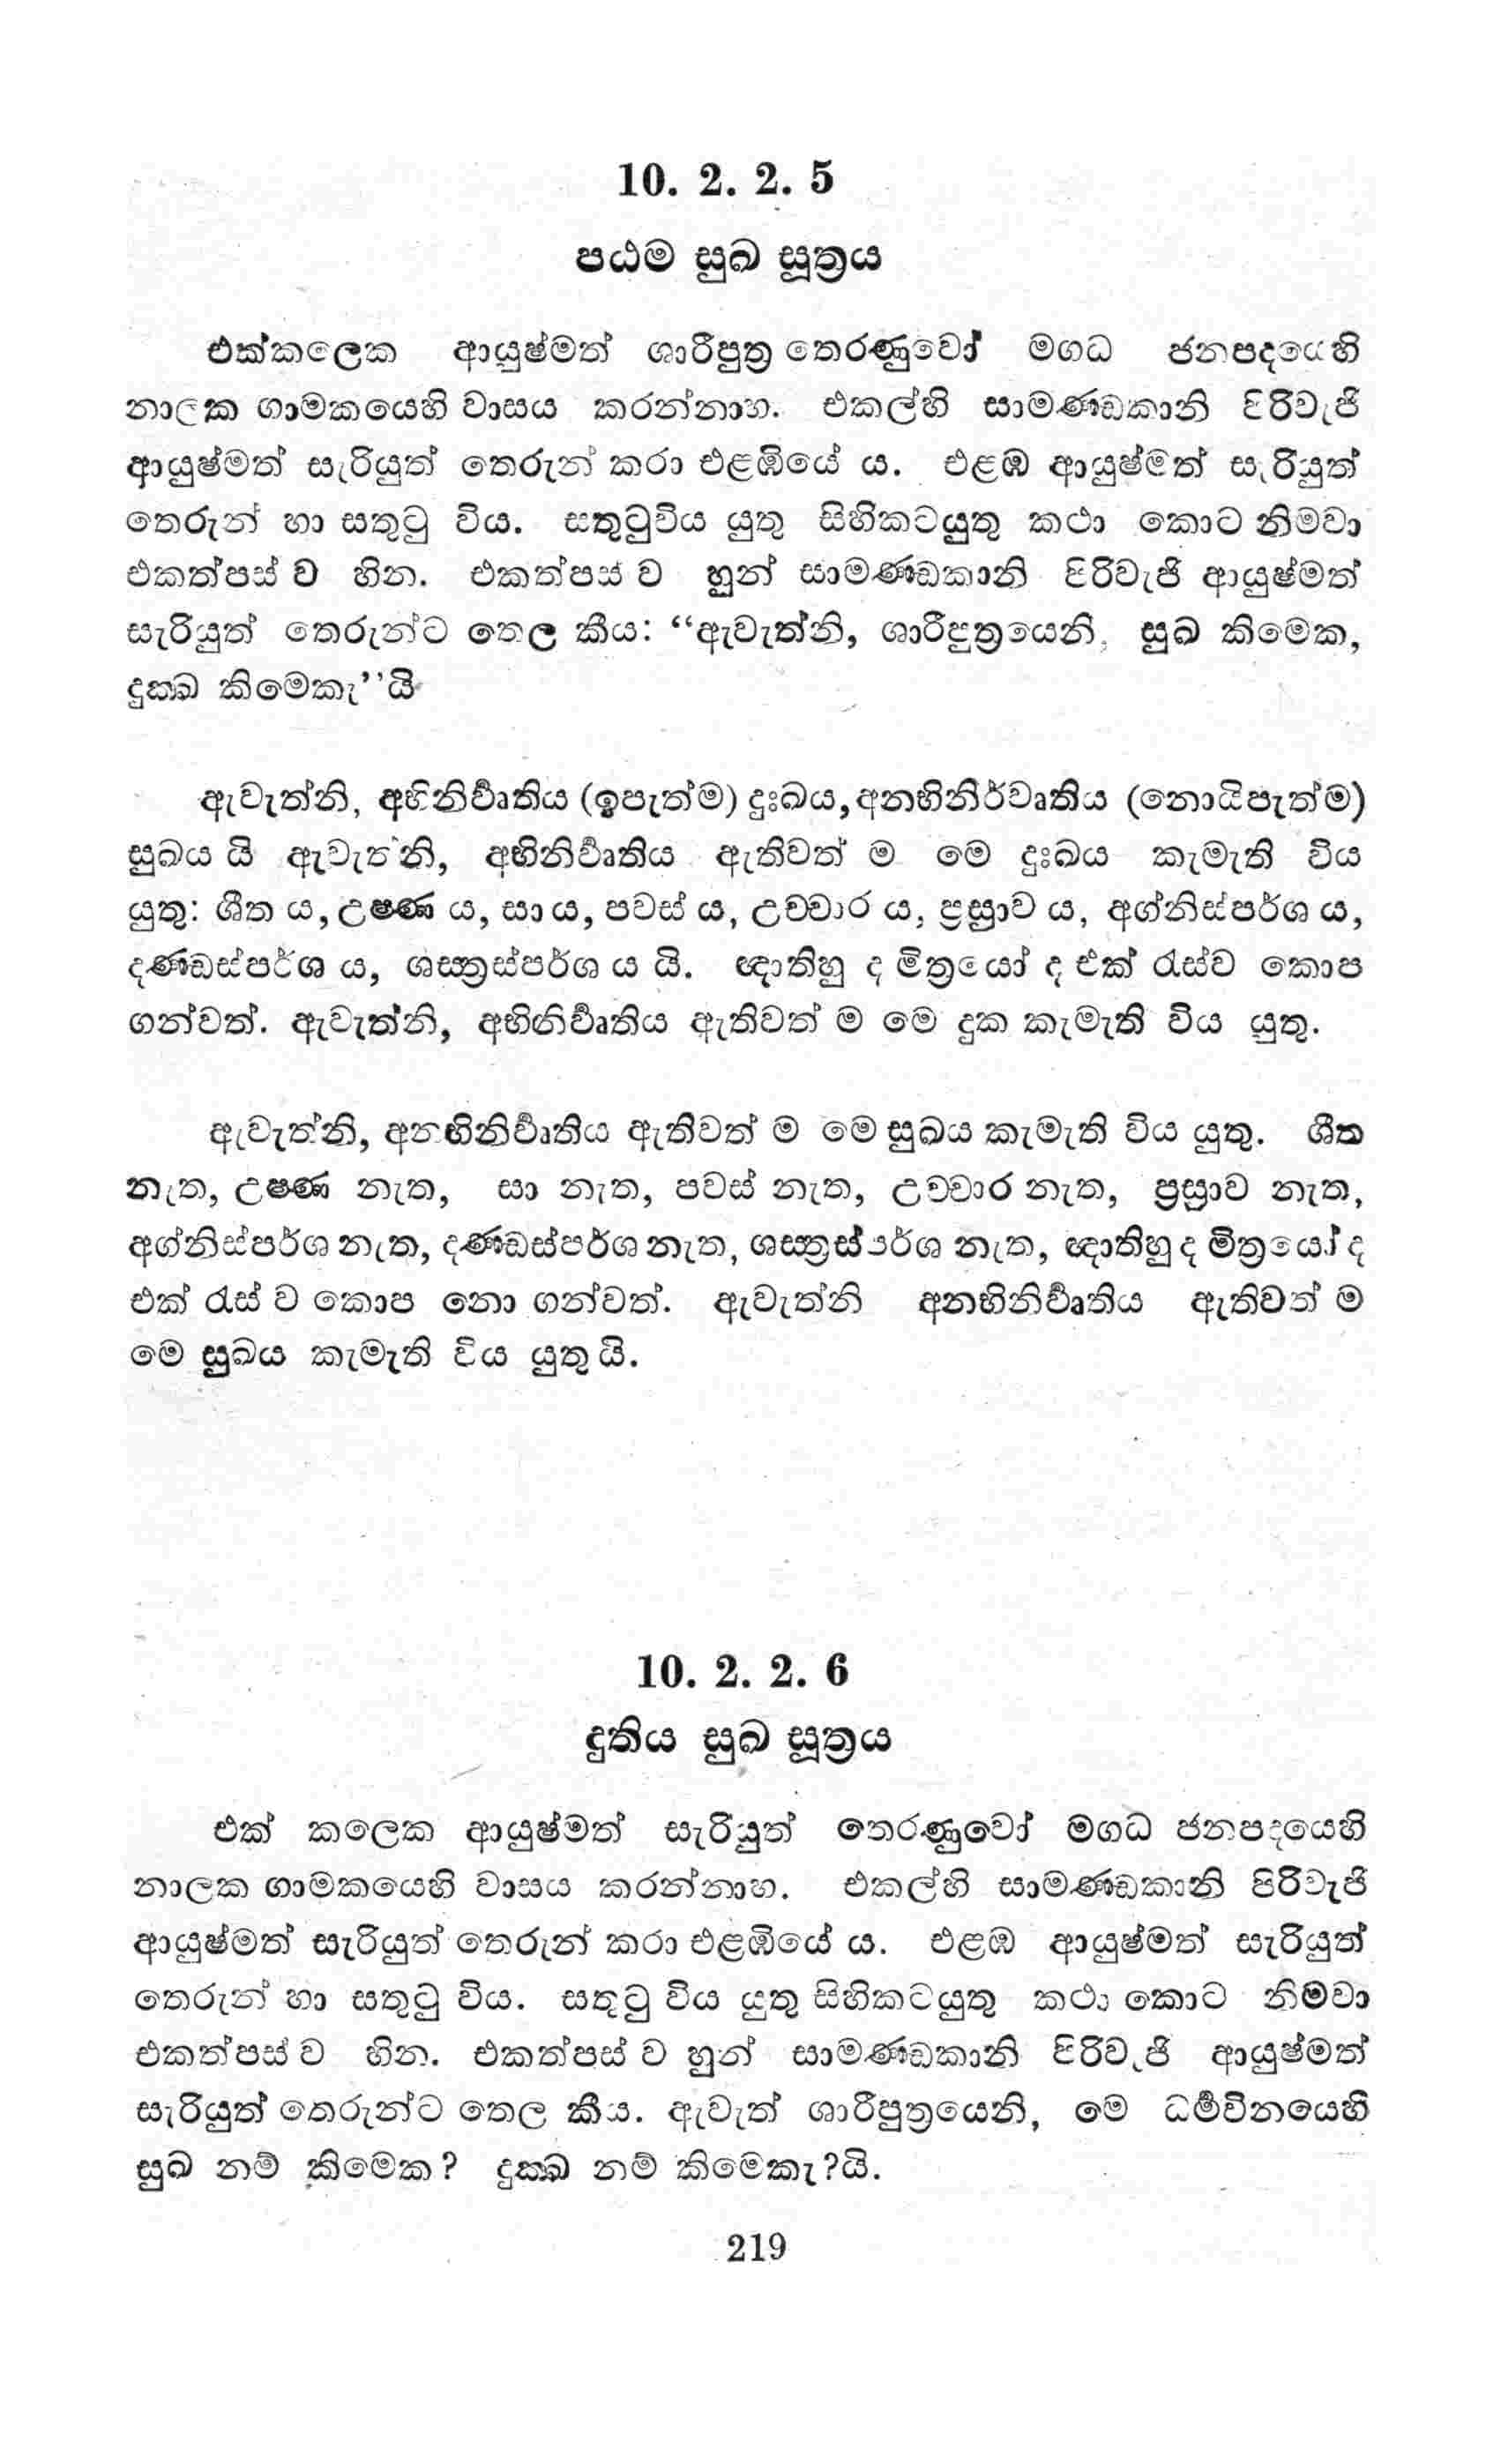 10. 2. 2. 5
පඨම සුඛ සූත්‍රය
එක්කලෙක ආයුෂ්මත් ශාරීපුත්‍ර තෙරණුවෝ මගධ ජනපදයෙහි
නාලක ගාමකයෙහි වාසය කරන්නාහ. එකල්හි සාමණ්ඩකානි පිරිවැජි
ආයුෂ්මත් සැරියුත් තෙරුන් කරා එළඹියේ ය. එළඹ ආයුෂ්මත් සැරියුත්
තෙරුන් හා සතුටු විය. සතුටුවිය යුතු සිහිකටයුතු කථා කොට නිමවා
එකත්පස් ව හින. එකත්පස් ව හුන් සාමණ්ඩකානි පිරිවැජි ආයුෂ්මත්
සැරියුත් තෙරුන්ට තෙල කීය: “ඇවැත්නි, ශාරීපුත්‍රයෙනි, සුඛ කිමෙක,
දුක්ඛ කිමෙකැ’’යි
ඇවැත්නි, අභිනිර්වෘතිය (ඉපැත්ම) දුඃඛය, අනභිනිර්වෘතිය (නොයිපැත්ම)
සුඛය යි ඇවැත්නි, අභිනිර්වෘතිය ඇතිවත් ම මෙ දුඃඛය කැමැති විය
යුතු: ශීත ය, උෂ්ණ ය, සාය, පවස් ය, උච්චාර ය, ප්‍රස්‍රාව ය, අග්නිස්පර්ශ ය,
දණ්ඩස්පර්ශ ය, ශස්ත්‍රස්පර්ශ ය යි. ඥාතිහු ද මිත්‍රයෝ ද එක් රැස්ව කොප
ගන්වත්. ඇවැත්නි, අභිනිර්වෘතිය ඇතිවත් ම මෙ දුක කැමැති විය යුතු.
ඇවැත්නි, අනභිනිර්වෘතිය ඇතිවත් ම මෙ සුඛය කැමැති විය යුතු. ශීත
නැත, උෂ්ණ නැත, සා නැත, පවස් නැත, උච්චාර නැත, ප්‍රස්‍රාව නැත,
අග්නිස්පර්ශ නැත, දණ්ඩස්පර්ශ නැත, ශස්ත්‍රස්පර්ශ නැත, ඥාතිහු ද මිත්‍රයෝ ද
එක් රැස් ව කොප නො ගන්වත්. ඇවැත්නි අනභිනිර්වෘතිය ඇතිවත් ම
මෙ සුඛය කැමැති විය යුතු යි.
10. 2. 2. 6
දුතිය සුඛ සූත්‍රය
එක් කලෙක ආයුෂ්මත් සැරියුත් තෙරණුවෝ මගධ ජනපදයෙහි
නාලක ගාමකයෙහි වාසය කරන්නාහ. එකල්හි සාමණ්ඩකානි පිරිවැජි
ආයුෂ්මත් සැරියුත් තෙරුන් කරා එළඹියේ ය. එළඹ ආයුෂ්මත් සැරියුත්
තෙරුන් හා සතුටු විය. සතුටු විය යුතු සිහිකටයුතු කථා කොට නිමවා
එකත්පස් ව හින. එකත්පස් ව හුන් සාමණ්ඩකානි පිරිවැජි ආයුෂ්මත්
සැරියුත් තෙරුන්ට තෙල කීය. ඇවැත් ශාරීපුත්‍රයෙනි, මෙ ධර්මවිනයෙහි
සුඛ නම් කිමෙක? දුක්ඛ නම් කිමෙකැ?යි.
219